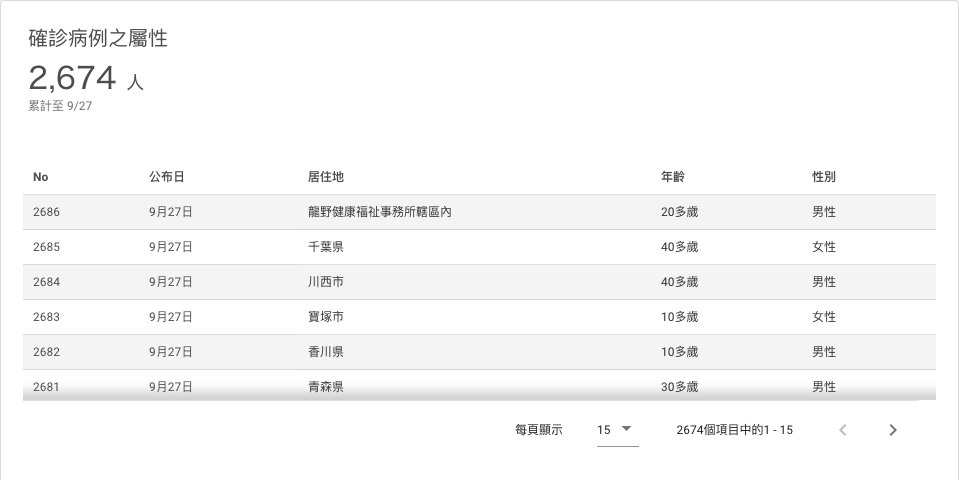 確診病例之屬性
2,674 人
累計至 9/27
No 公布日 居住地 年齡 性別
2686 9月27日 龍野健康福祉事務所轄區內 20多歲 男性
2685 9月27日 千葉県 40多歲 女性
2684 9月27日 川西市 40多歲 男性
2683 9月27日 寶塚市 10多歲 女性
2682 9月27日 香川県 10多歲 男性
2681 9月27日 青森県 30多歲 男性
每頁顯示 15 2674個項目中的1 - 15